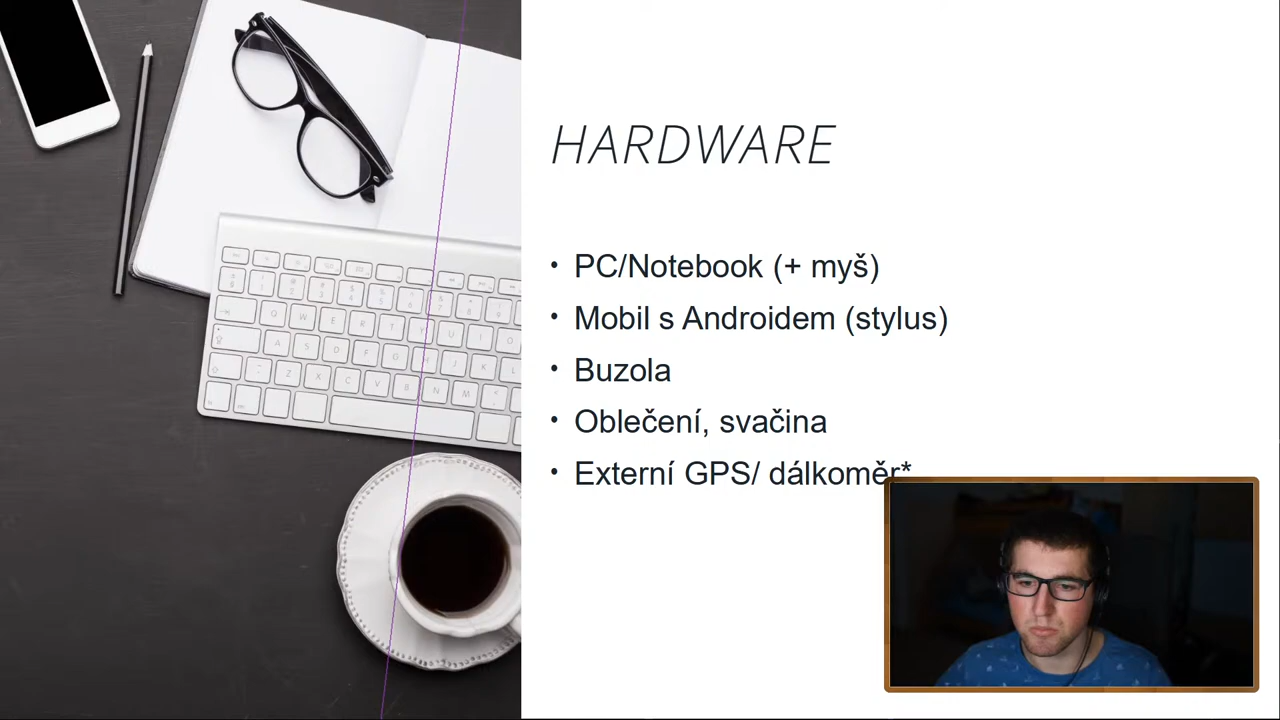 HARDWARE
• PC/Notebook (+ myš)
• Mobil s Androidem (stylus)
• Buzola
• Oblečení, svačina
• Externí GPS/ dálkoměr*